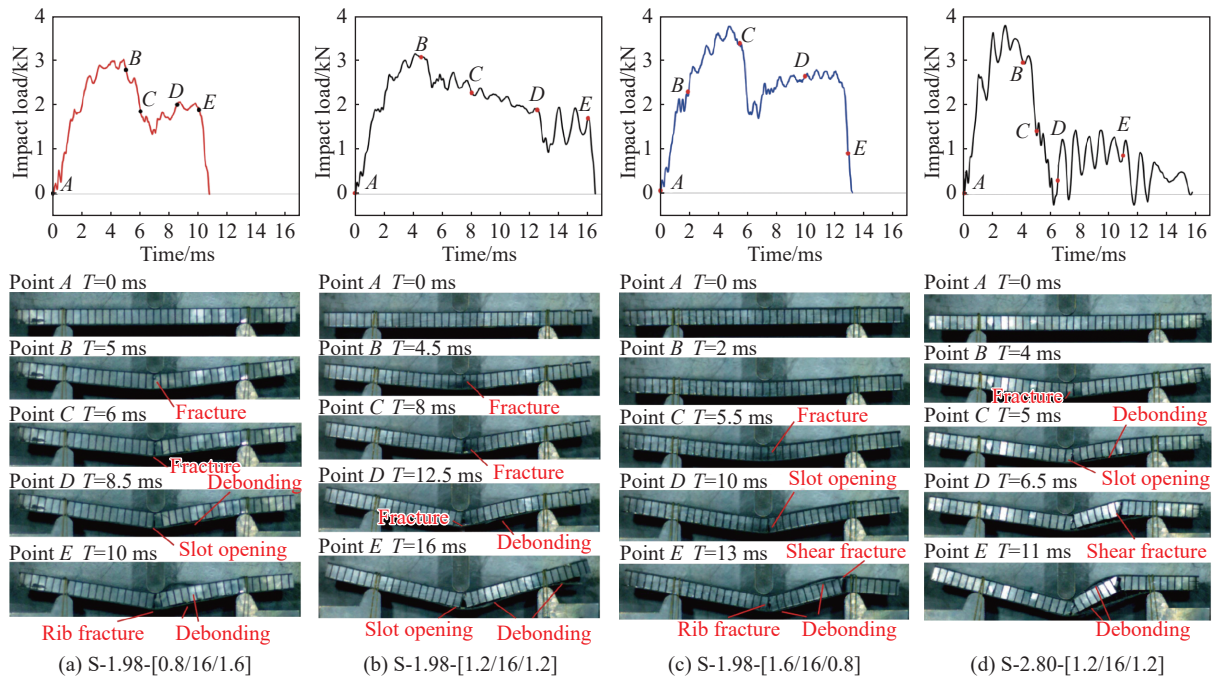 4
3
2
1
0
Impact load/kN
A
B
C
D
E
0 2 4 6 8 10 12 14 16
Time/ms
Point A T=0 ms
Point B T=5 ms
Fracture
Point C T=6 ms
Fracture
Debonding
Point D T=8.5 ms
Slot opening
Point E T=10 ms
Rib fracture
Debonding
(a) S-1.98-[0.8/16/1.6]
4
3
2
1
0
Impact load/kN
A
B
C
D
E
0 2 4 6 8 10 12 14 16
Time/ms
Point A T=0 ms
Point B T=4.5 ms
Fracture
Point C T=8 ms
Fracture
Point D T=12.5 ms
Fracture
Debonding
Point E T=16 ms
Slot opening
Debonding
(b) S-1.98-[1.2/16/1.2]
4
3
2
1
0
Impact load/kN
A
B
C
D
E
0 2 4 6 8 10 12 14 16
Time/ms
Point A T=0 ms
Point B T=2 ms
Point C T=5.5 ms
Fracture
Slot opening
Point D T=10 ms
Shear fracture
Point E T=13 ms
Rib fracture
Debonding
(c) S-1.98-[1.6/16/0.8]
4
3
2
1
0
Impact load/kN
A
B
C
D
E
0 2 4 6 8 10 12 14 16
Time/ms
Point A T=0 ms
Point B T=4 ms
Fracture
Debonding
Point C T=5 ms
Slot opening
Point D T=6.5 ms
Shear fracture
Point E T=11 ms
Debonding
(d) S-2.80-[1.2/16/1.2]